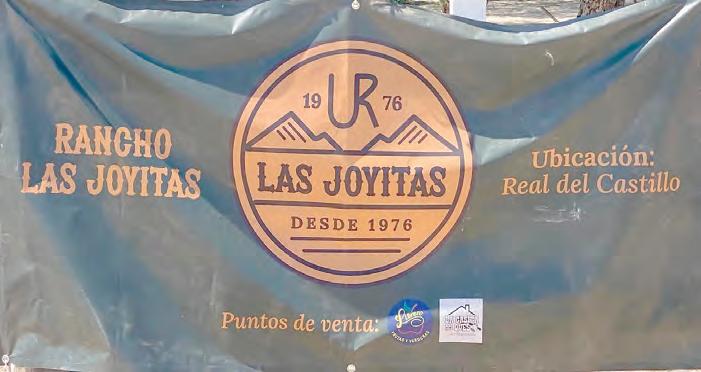 RANCHO
LAS JOYITAS
19 UR 76
LAS JOYITAS
DESDE 1976
Ubicación:
Real del Castillo
Puntos de venta: